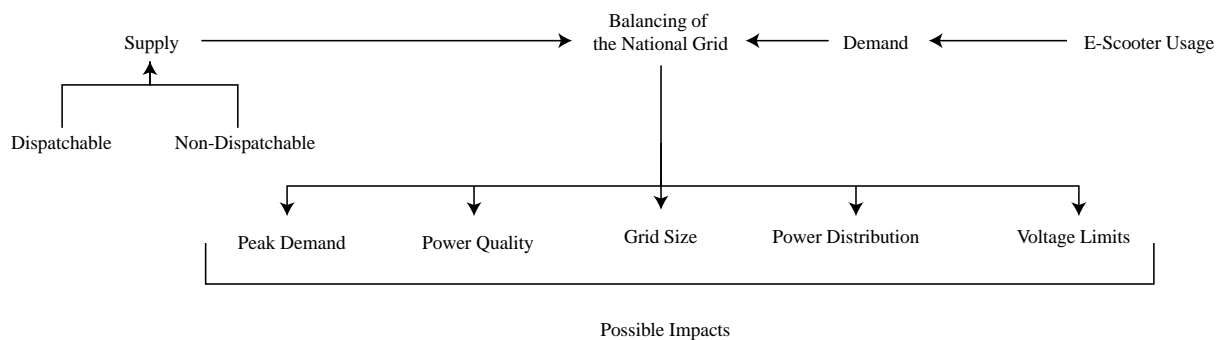 Balancing of
the National Grid
Supply
Demand
E-Scooter Usage
Dispatchable
Non-Dispatchable
Peak Demand
Power Quality
Grid Size
Power Distribution
Voltage Limits
Possible Impacts